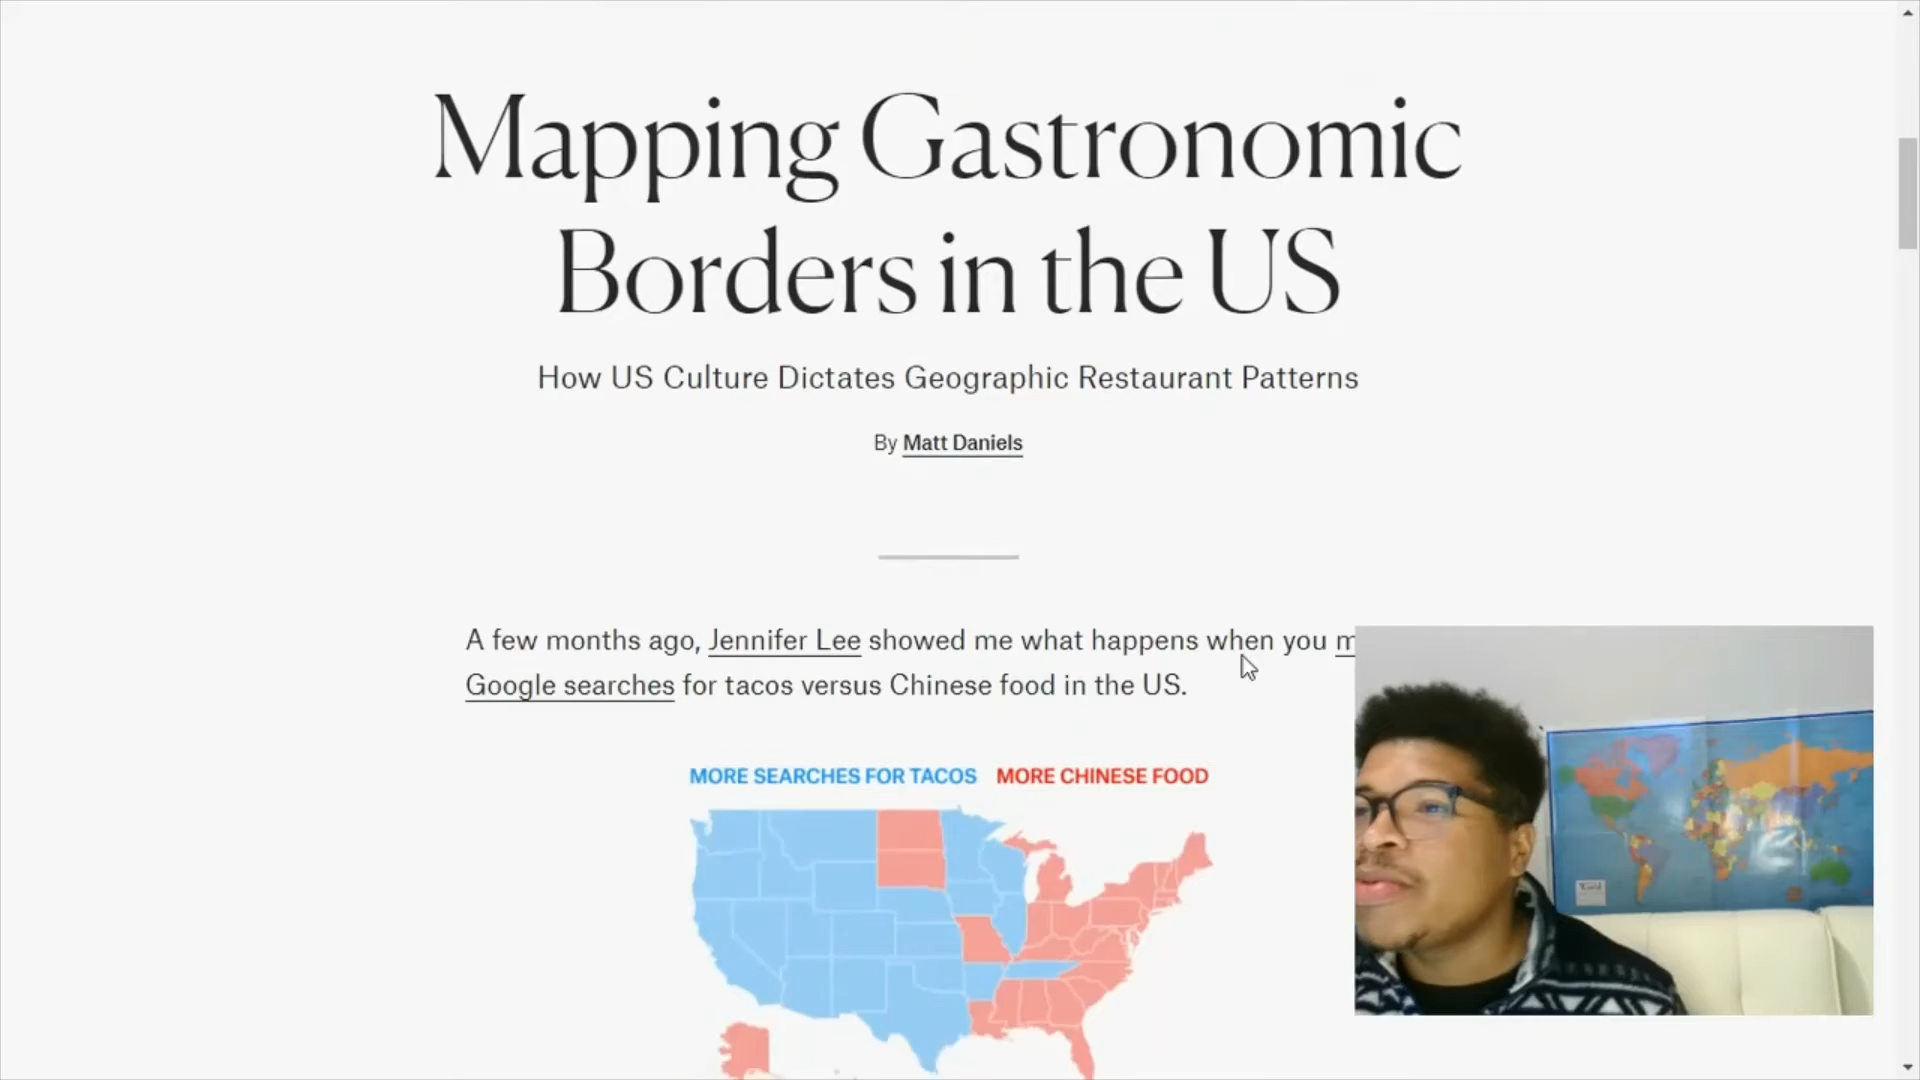 Mapping Gastronomic
Borders in the US
How US Culture Dictates Geographic Restaurant Patterns
By Matt Daniels
A few months ago, Jennifer Lee showed me what happens when you
Google searches for tacos versus Chinese food in the US.
MORE SEARCHES FOR TACOS MORE CHINESE FOOD